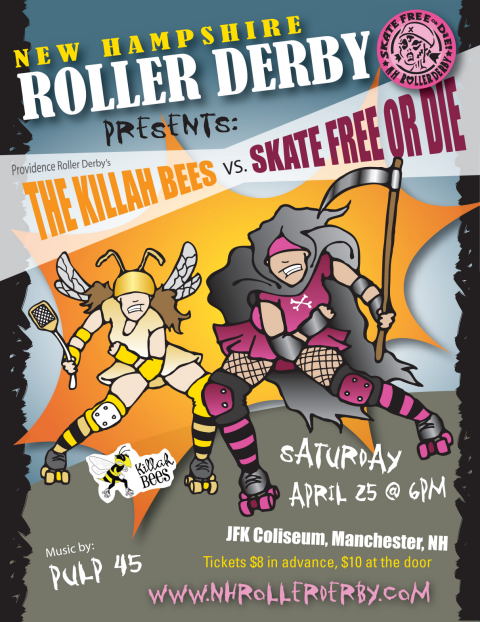 NEW HAMPSHIRE
ROLLER DERBY
SKATE FREE OR DIE!
NH ROLLERDERBY
PRESENTS:
Providence Roller Derby's
THE KILLAH BEES VS. SKATE FREE OR DIE
Killah
BEES
SATURDAY
APRIL 25 @ 6PM
JFK Coliseum, Manchester, NH
Tickets $8 in advance, $10 at the door
Music by:
PULP 45
WWW.NHROLLERDERBY.COM